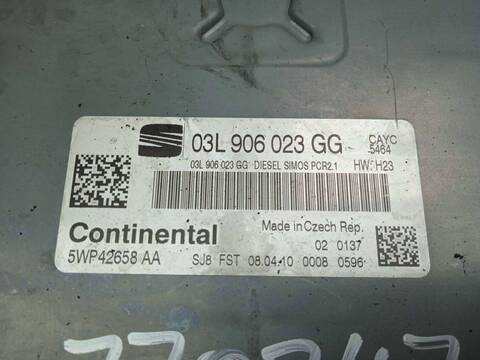 03L 906 023 GG CAYC
5464
03L 906 023 GG DIESEL SIMOS PCR2.1 HW: H23
Continental
Made in Czech Rep.
02 0137
5WP42658 AA SJ8 FST 08.04.10 0008 0596